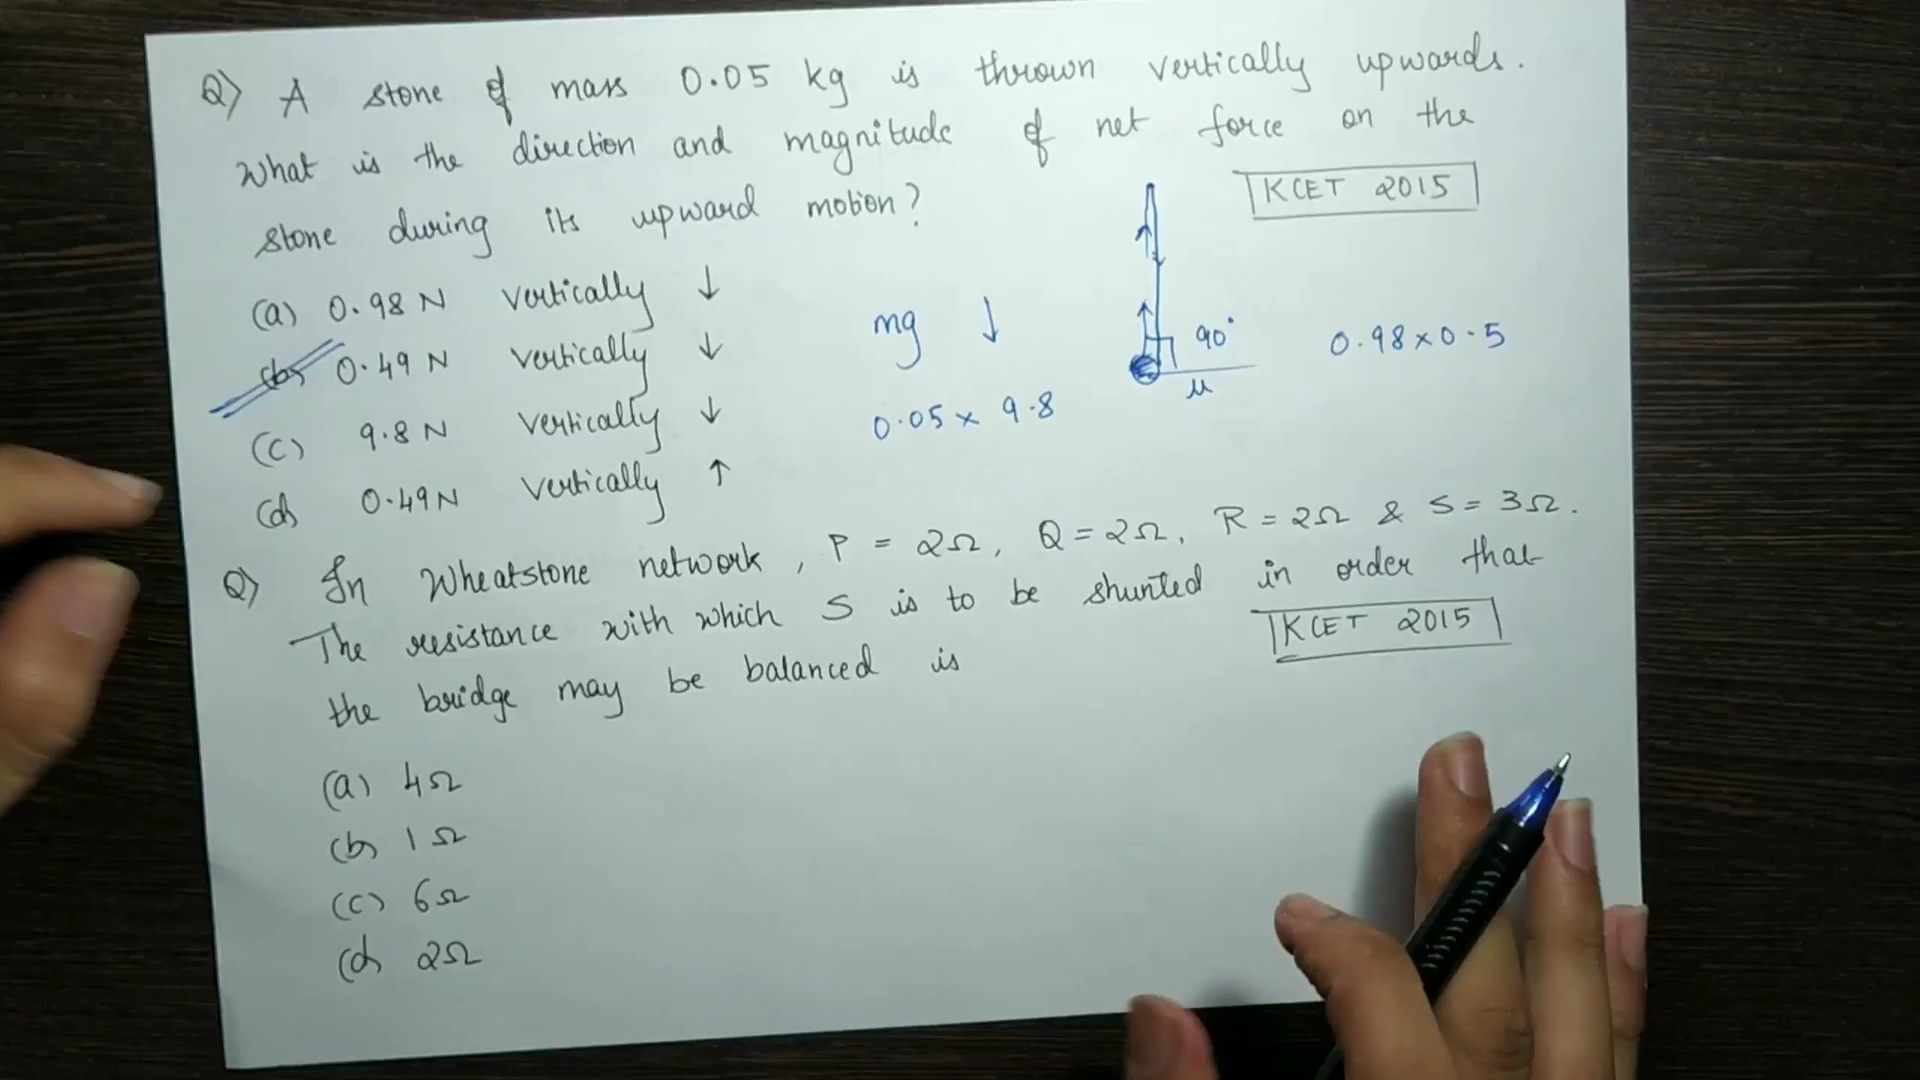 Q) A stone of mass 0.05 kg is thrown vertically upwards.
What is the direction and magnitude of net force on the
stone during its upward motion?
KCET 2015
(a) 0.98 N vertically ↓
(b) 0.49 N vertically ↓
(c) 9.8 N vertically ↓
(d) 0.49N vertically ↑
mg ↓
0.05 × 9.8
90°
u
0.98 × 0.5
Q) In Wheatstone network, P = 2Ω, Q = 2Ω, R = 2Ω & S = 3Ω.
The resistance with which S is to be shunted in order that
the bridge may be balanced is
KCET 2015
(a) 4Ω
(b) 1Ω
(c) 6Ω
(d) 2Ω